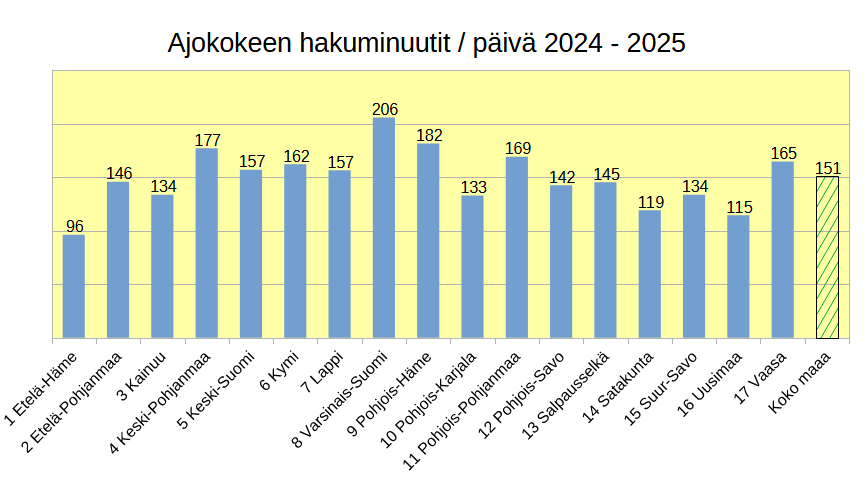 Ajokokeen hakuminuutit / päivä 2024 - 2025
96
146
134
177
157
162
157
206
182
133
169
142
145
119
134
115
165
151
1 Etelä-Häme
2 Etelä-Pohjanmaa
3 Kainuu
4 Keski-Pohjanmaa
5 Keski-Suomi
6 Kymi
7 Lappi
8 Varsinais-Suomi
9 Pohjois-Häme
10 Pohjois-Karjala
11 Pohjois-Pohjanmaa
12 Pohjois-Savo
13 Salpausselkä
14 Satakunta
15 Suur-Savo
16 Uusimaa
17 Vaasa
Koko maaa